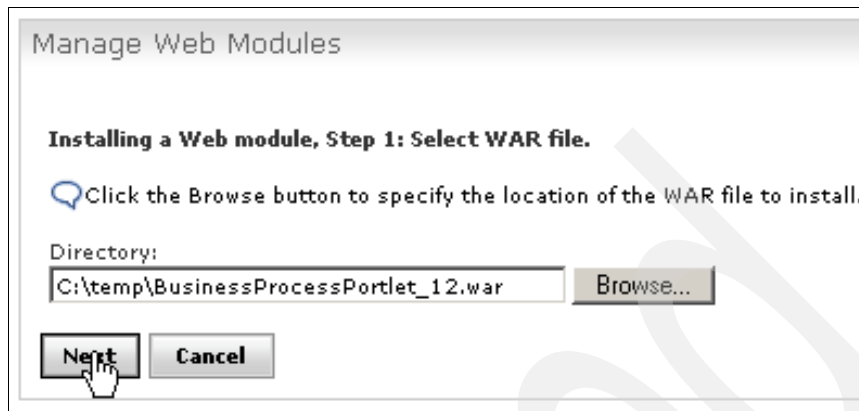 Manage Web Modules
Installing a Web module, Step 1: Select WAR file.
Click the Browse button to specify the location of the WAR file to install.
Directory:
C:\temp\BusinessProcessPortlet_12.war Browse...
Next Cancel